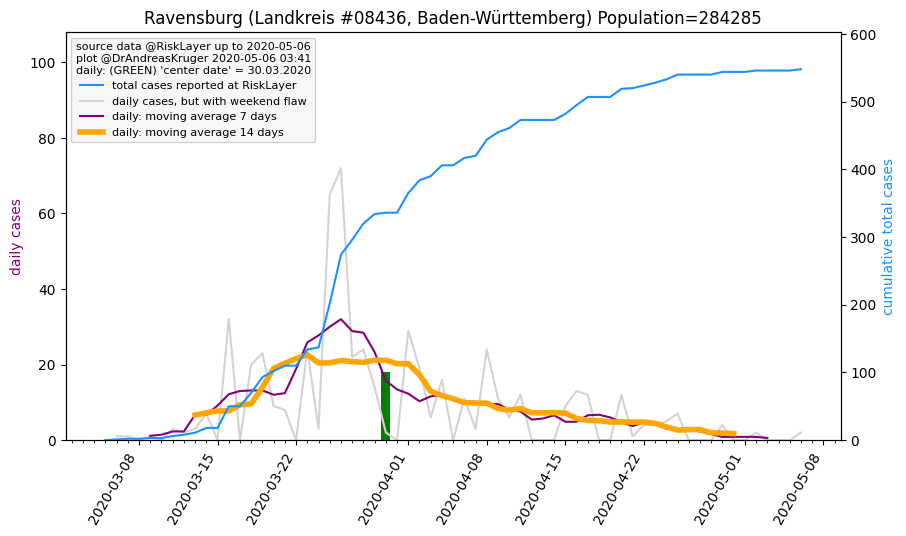 Ravensburg (Landkreis #08436, Baden-Württemberg) Population=284285
source data @RiskLayer up to 2020-05-06
plot @DrAndreasKruger 2020-05-06 03:41
daily: (GREEN) 'center date' = 30.03.2020
total cases reported at RiskLayer
daily cases, but with weekend flaw
daily: moving average 7 days
daily: moving average 14 days
daily cases
100
80
60
40
20
0
cumulative total cases
600
500
400
300
200
100
0
2020-03-08
2020-03-15
2020-03-22
2020-04-01
2020-04-08
2020-04-15
2020-04-22
2020-05-01
2020-05-08